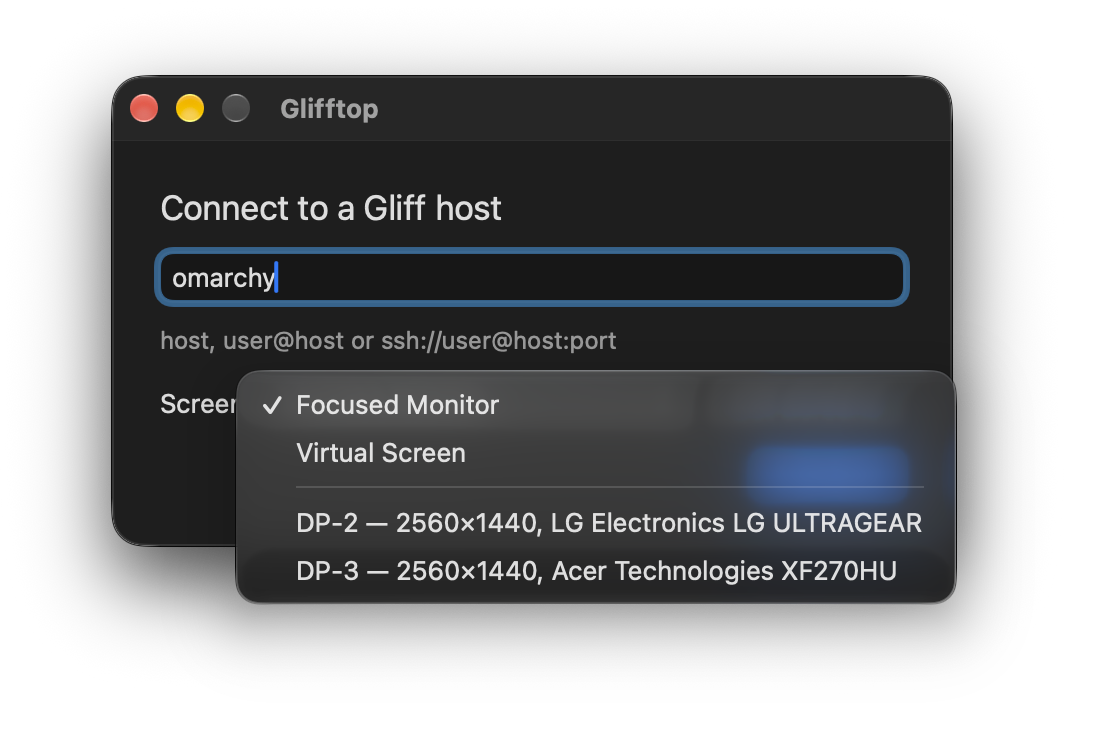 Glifftop
Connect to a Gliff host
omarchy
host, user@host or ssh://user@host:port
Screen
✓ Focused Monitor
Virtual Screen
DP-2 — 2560×1440, LG Electronics LG ULTRAGEAR
DP-3 — 2560×1440, Acer Technologies XF270HU